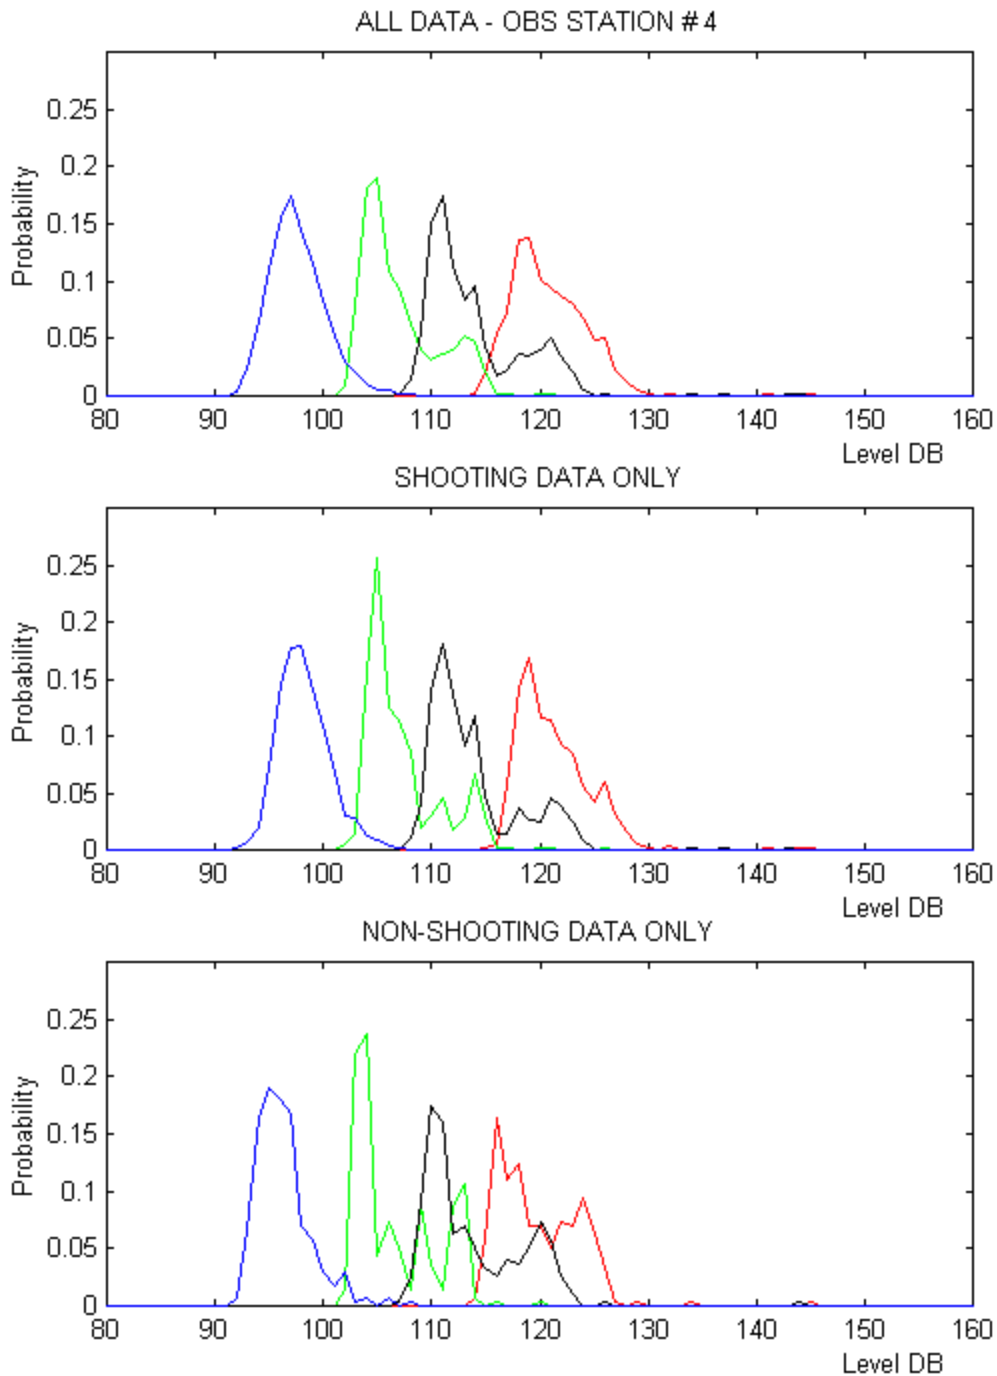 ALL DATA - OBS STATION # 4
0.25
0.2
0.15
0.1
0.05
0
Probability
80 90 100 110 120 130 140 150 160
Level DB
SHOOTING DATA ONLY
0.25
0.2
0.15
0.1
0.05
0
Probability
80 90 100 110 120 130 140 150 160
Level DB
NON-SHOOTING DATA ONLY
0.25
0.2
0.15
0.1
0.05
0
Probability
80 90 100 110 120 130 140 150 160
Level DB